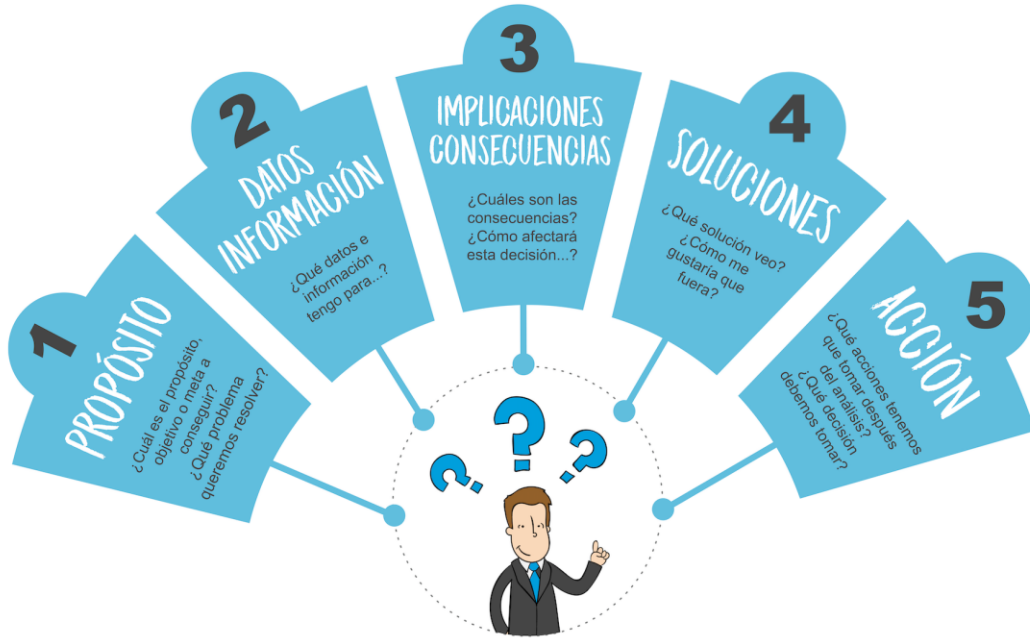 1
PROPÓSITO
¿Cuál es el propósito,
objetivo o meta a
conseguir?
¿Qué problema
queremos resolver?
2
DATOS
INFORMACIÓN
¿Qué datos e
información
tengo para...?
3
IMPLICACIONES
CONSECUENCIAS
¿Cuáles son las
consecuencias?
¿Cómo afectará
esta decisión...?
4
SOLUCIONES
¿Qué solución veo?
¿Cómo me
gustaría que
fuera?
5
ACCIÓN
¿Qué acciones tenemos
que tomar después
del análisis?
¿Qué decisión
debemos tomar?
? ? ?